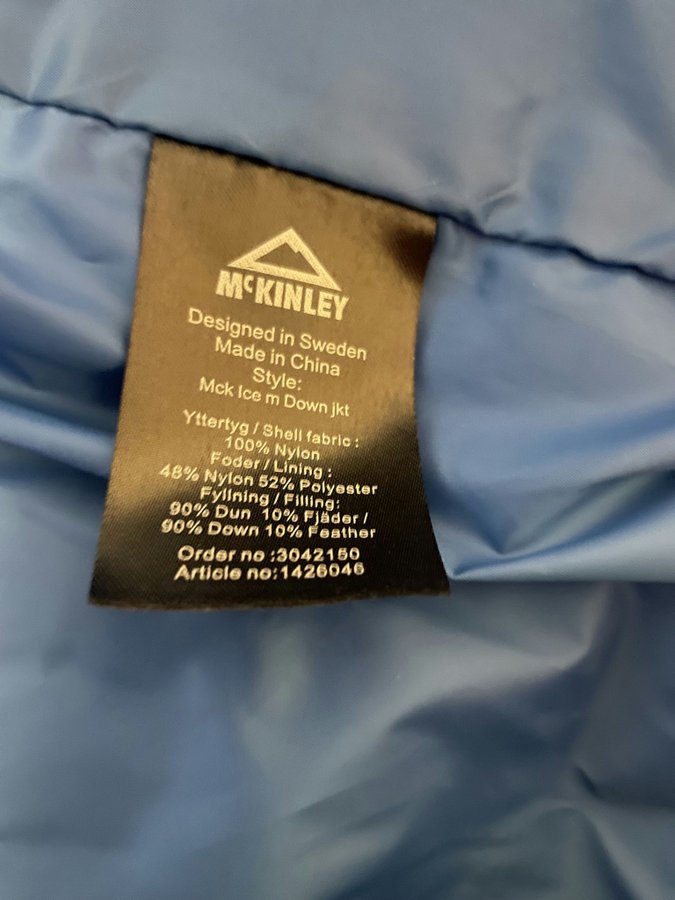 McKINLEY
Designed in Sweden
Made in China
Style:
Mck Ice m Down jkt
Yttertyg / Shell fabric :
100% Nylon
Foder / Lining :
48% Nylon 52% Polyester
Fyllning / Filling:
90% Dun 10% Fjäder /
90% Down 10% Feather
Order no :3042150
Article no:1426046